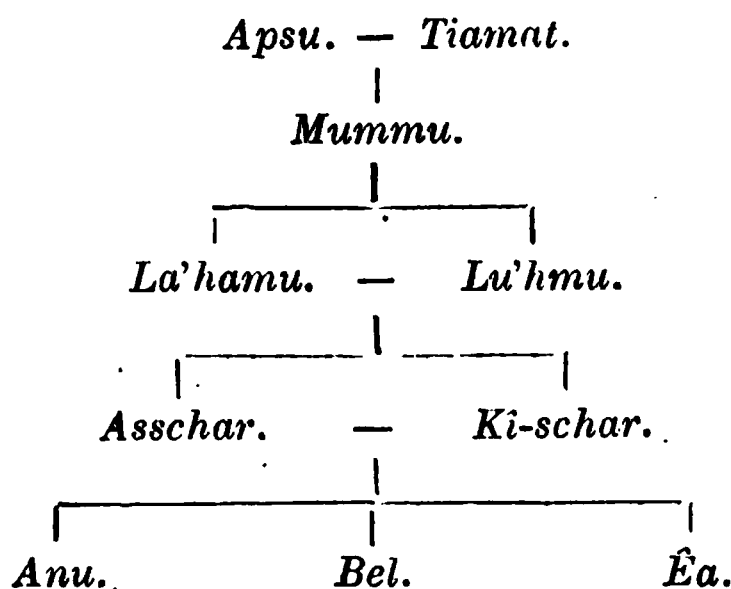 Apsu. — Tiamat.
Mummu.
La'hamu. — Lu'hmu.
Asschar. — Kî-schar.
Anu. Bel. Êa.